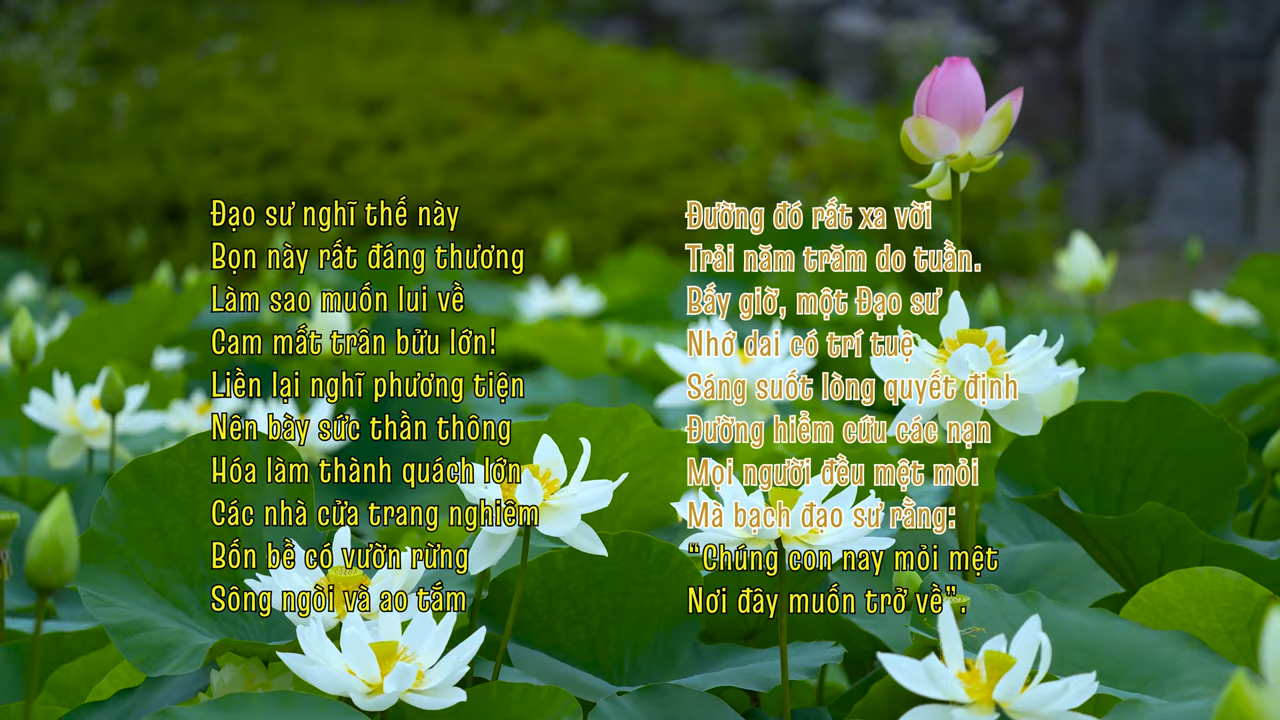 Đạo sư nghĩ thế này
Bọn này rất đáng thương
Làm sao muốn lui về
Cam mất trân bửu lớn!
Liền lại nghĩ phương tiện
Nên bày sức thần thông
Hóa làm thành quách lớn
Các nhà cửa trang nghiêm
Bốn bề có vườn rừng
Sông ngòi và ao tắm
Đường đó rất xa vời
Trải năm trăm do tuần.
Bấy giờ, một Đạo sư
Nhớ dai có trí tuệ
Sáng suốt lòng quyết định
Đường hiểm cứu các nạn
Mọi người đều mệt mỏi
Mà bạch đạo sư rằng:
“Chúng con nay mỏi mệt
Nơi đây muốn trở về”.